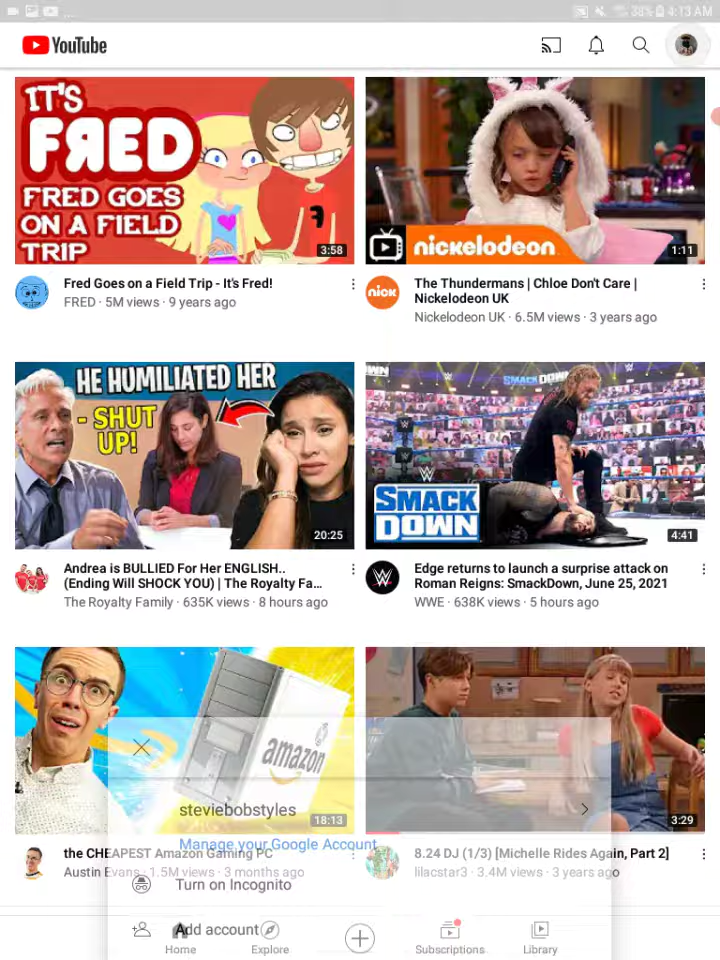 38% 4:13 AM
YouTube
IT'S
FRED
FRED GOES
ON A FIELD
TRIP
3:58
nickelodeon
1:11
Fred Goes on a Field Trip - It's Fred!
FRED · 5M views · 9 years ago
nick
The Thundermans | Chloe Don't Care |
Nickelodeon UK
Nickelodeon UK · 6.5M views · 3 years ago
HE HUMILIATED HER
- SHUT
UP!
20:25
SMACKDOWN
SMACK
DOWN
4:41
Andrea is BULLIED For Her ENGLISH..
(Ending Will SHOCK YOU) | The Royalty Fa...
The Royalty Family · 635K views · 8 hours ago
Edge returns to launch a surprise attack on
Roman Reigns: SmackDown, June 25, 2021
WWE · 638K views · 5 hours ago
amazon
18:13
3:29
steviebobstyles
Manage your Google Account
the CHEAPEST Amazon Gaming PC
Austin Evans · 1.5M views · 3 months ago
8.24 DJ (1/3) [Michelle Rides Again, Part 2]
lilacstar3 · 3.4M views · 3 years ago
Turn on Incognito
Add account
Home
Explore
Subscriptions
Library